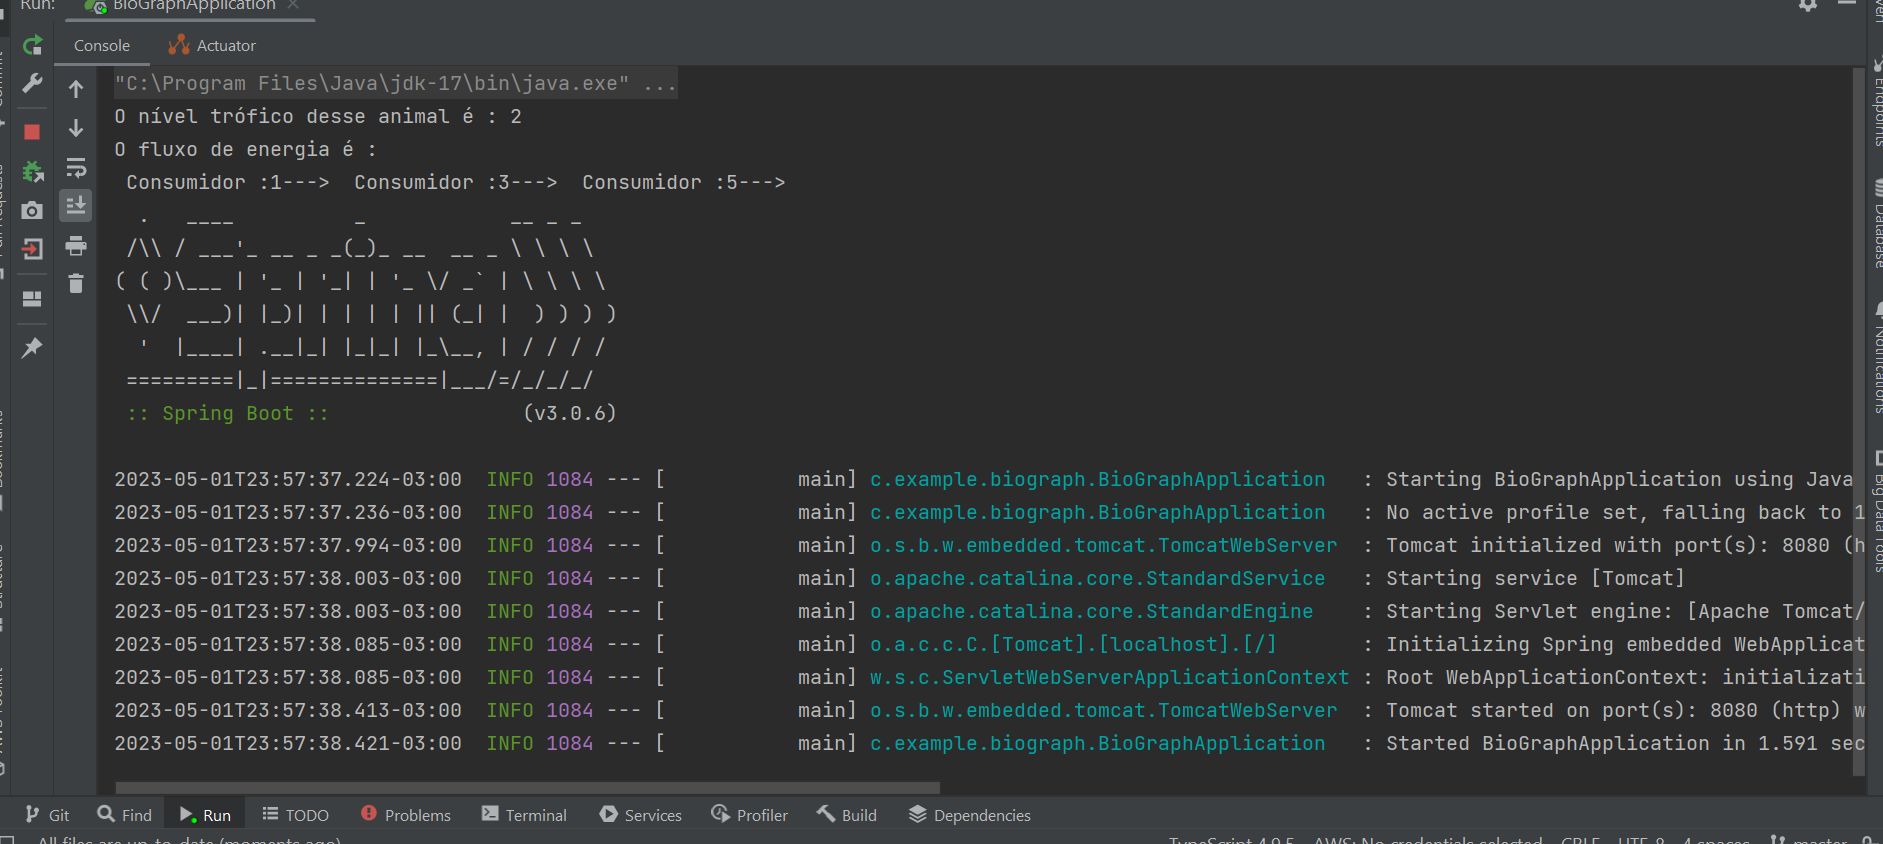 Run: BioGraphApplication
Console Actuator
"C:\Program Files\Java\jdk-17\bin\java.exe" ...
O nível trófico desse animal é : 2
O fluxo de energia é :
 Consumidor :1--->  Consumidor :3--->  Consumidor :5--->
  .   ____          _            __ _ _
 /\\ / ___'_ __ _ _(_)_ __  __ _ \ \ \ \
( ( )\___ | '_ | '_| | '_ \/ _` | \ \ \ \
 \\/  ___)| |_)| | | | | || (_| |  ) ) ) )
  '  |____| .__|_| |_|_| |_\__, | / / / /
 =========|_|==============|___/=/_/_/_/
 :: Spring Boot ::                (v3.0.6)
2023-05-01T23:57:37.224-03:00  INFO 1084 --- [           main] c.example.biograph.BioGraphApplication   : Starting BioGraphApplication using Java
2023-05-01T23:57:37.236-03:00  INFO 1084 --- [           main] c.example.biograph.BioGraphApplication   : No active profile set, falling back to 1
2023-05-01T23:57:37.994-03:00  INFO 1084 --- [           main] o.s.b.w.embedded.tomcat.TomcatWebServer  : Tomcat initialized with port(s): 8080 (h
2023-05-01T23:57:38.003-03:00  INFO 1084 --- [           main] o.apache.catalina.core.StandardService   : Starting service [Tomcat]
2023-05-01T23:57:38.003-03:00  INFO 1084 --- [           main] o.apache.catalina.core.StandardEngine    : Starting Servlet engine: [Apache Tomcat/
2023-05-01T23:57:38.085-03:00  INFO 1084 --- [           main] o.a.c.c.C.[Tomcat].[localhost].[/]       : Initializing Spring embedded WebApplicat
2023-05-01T23:57:38.085-03:00  INFO 1084 --- [           main] w.s.c.ServletWebServerApplicationContext : Root WebApplicationContext: initializati
2023-05-01T23:57:38.413-03:00  INFO 1084 --- [           main] o.s.b.w.embedded.tomcat.TomcatWebServer  : Tomcat started on port(s): 8080 (http) w
2023-05-01T23:57:38.421-03:00  INFO 1084 --- [           main] c.example.biograph.BioGraphApplication   : Started BioGraphApplication in 1.591 sec
Git Find Run TODO Problems Terminal Services Profiler Build Dependencies
All files are up-to-date (moments ago) TypeScript 4.9.5 AWS: No credentials selected CRLF UTF-8 4 spaces master
Bookmarks
Structure
Endpoints
Database
Notifications
Big Data Tools